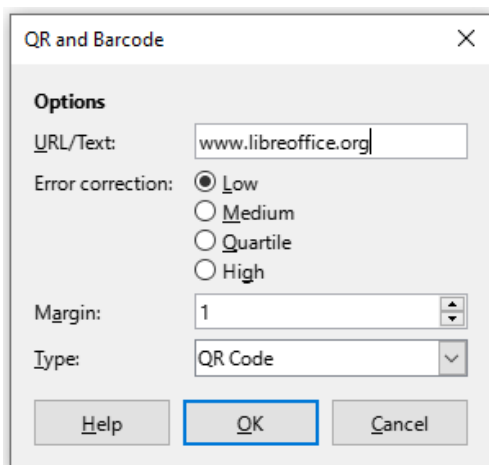 QR and Barcode
Options
URL/Text: www.libreoffice.org
Error correction: Low
Medium
Quartile
High
Margin: 1
Type: QR Code
Help OK Cancel